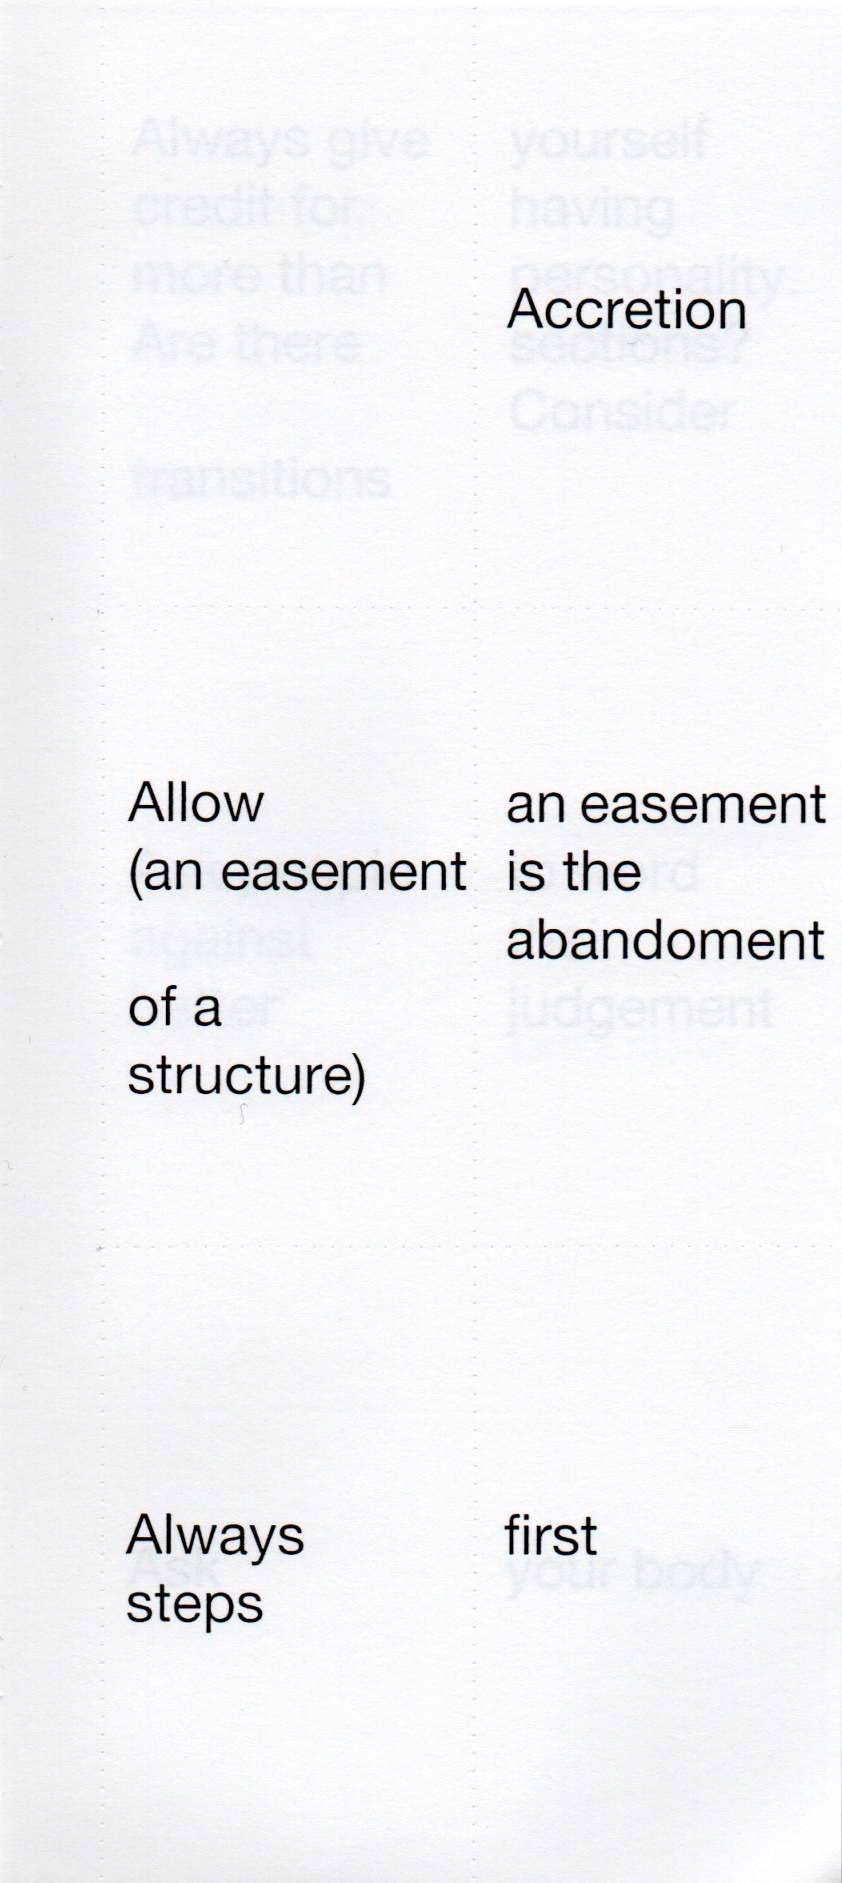 Always give yourself
credit for having
more than personality
Accretion
Are there sections?
Consider
transitions
Allow an easement
(an easement is the
abandoment
of a
structure)
against
judgement
Always first
Ask your body
steps